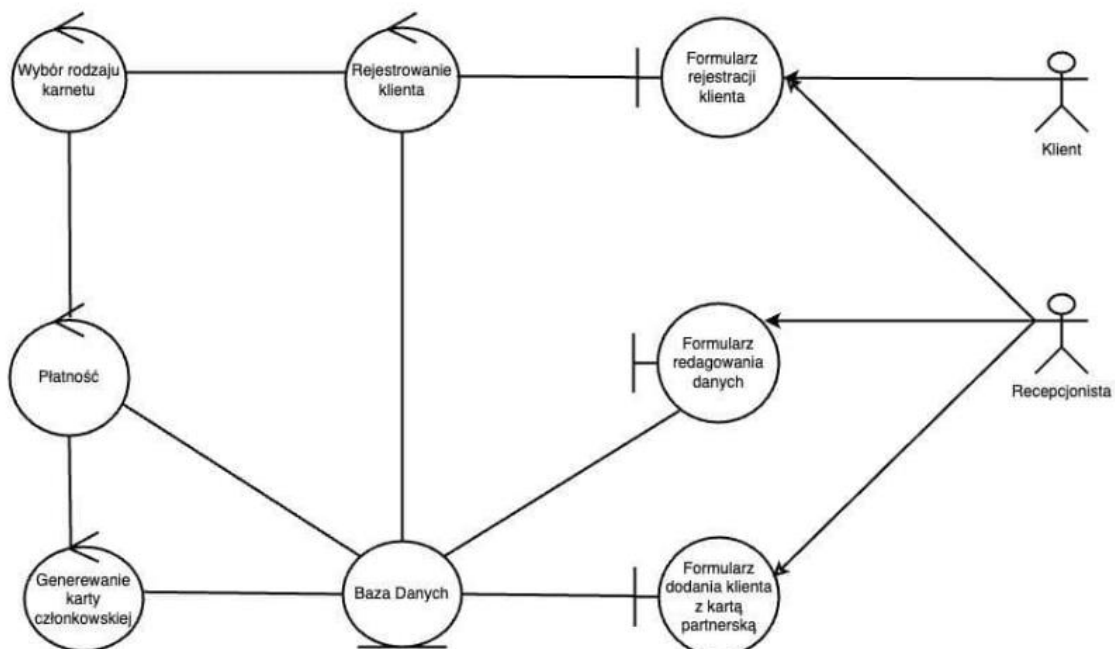 Wybór rodzaju
karnetu
Rejestrowanie
klienta
Formularz
rejestracji
klienta
Klient
Płatność
Formularz
redagowania
danych
Recepcjonista
Generewanie
karty
członkowskiej
Baza Danych
Formularz
dodania klienta
z kartą
partnerską